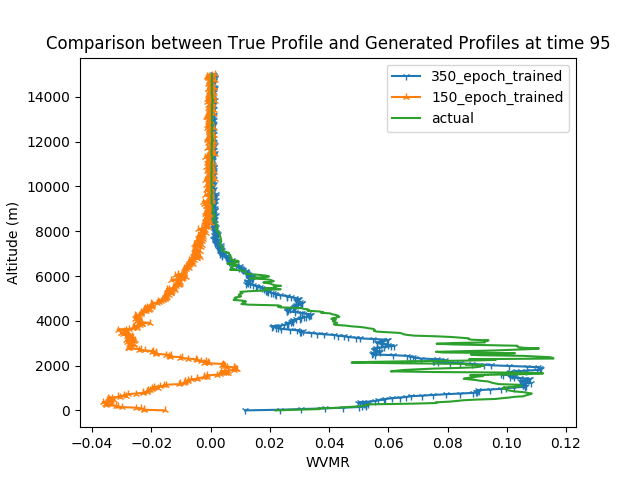 Comparison between True Profile and Generated Profiles at time 95
350_epoch_trained
150_epoch_trained
actual
Altitude (m)
14000
12000
10000
8000
6000
4000
2000
0
−0.04 −0.02 0.00 0.02 0.04 0.06 0.08 0.10 0.12
WVMR